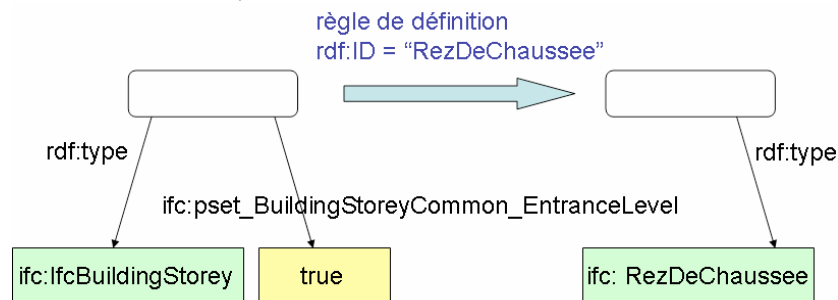 règle de définition
rdf:ID = “RezDeChaussee”
rdf:type
rdf:type
ifc:pset_BuildingStoreyCommon_EntranceLevel
ifc:IfcBuildingStorey
true
ifc: RezDeChaussee